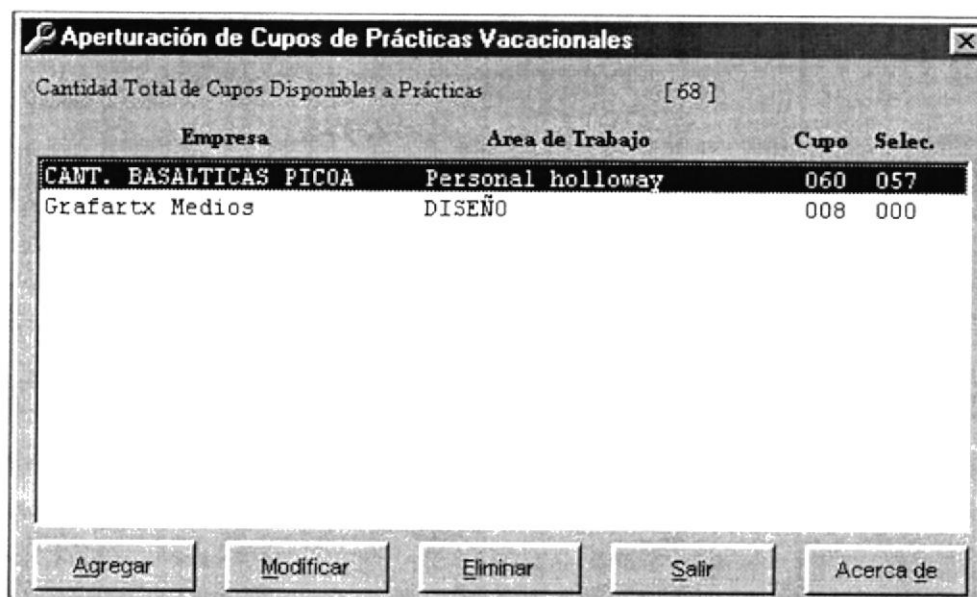 Aperturación de Cupos de Prácticas Vacacionales
Cantidad Total de Cupos Disponibles a Prácticas [68]
Empresa Area de Trabajo Cupo Selec.
CANT. BASALTICAS PICOA Personal holloway 060 057
Grafartx Medios DISEÑO 008 000
Agregar Modificar Eliminar Salir Acerca de